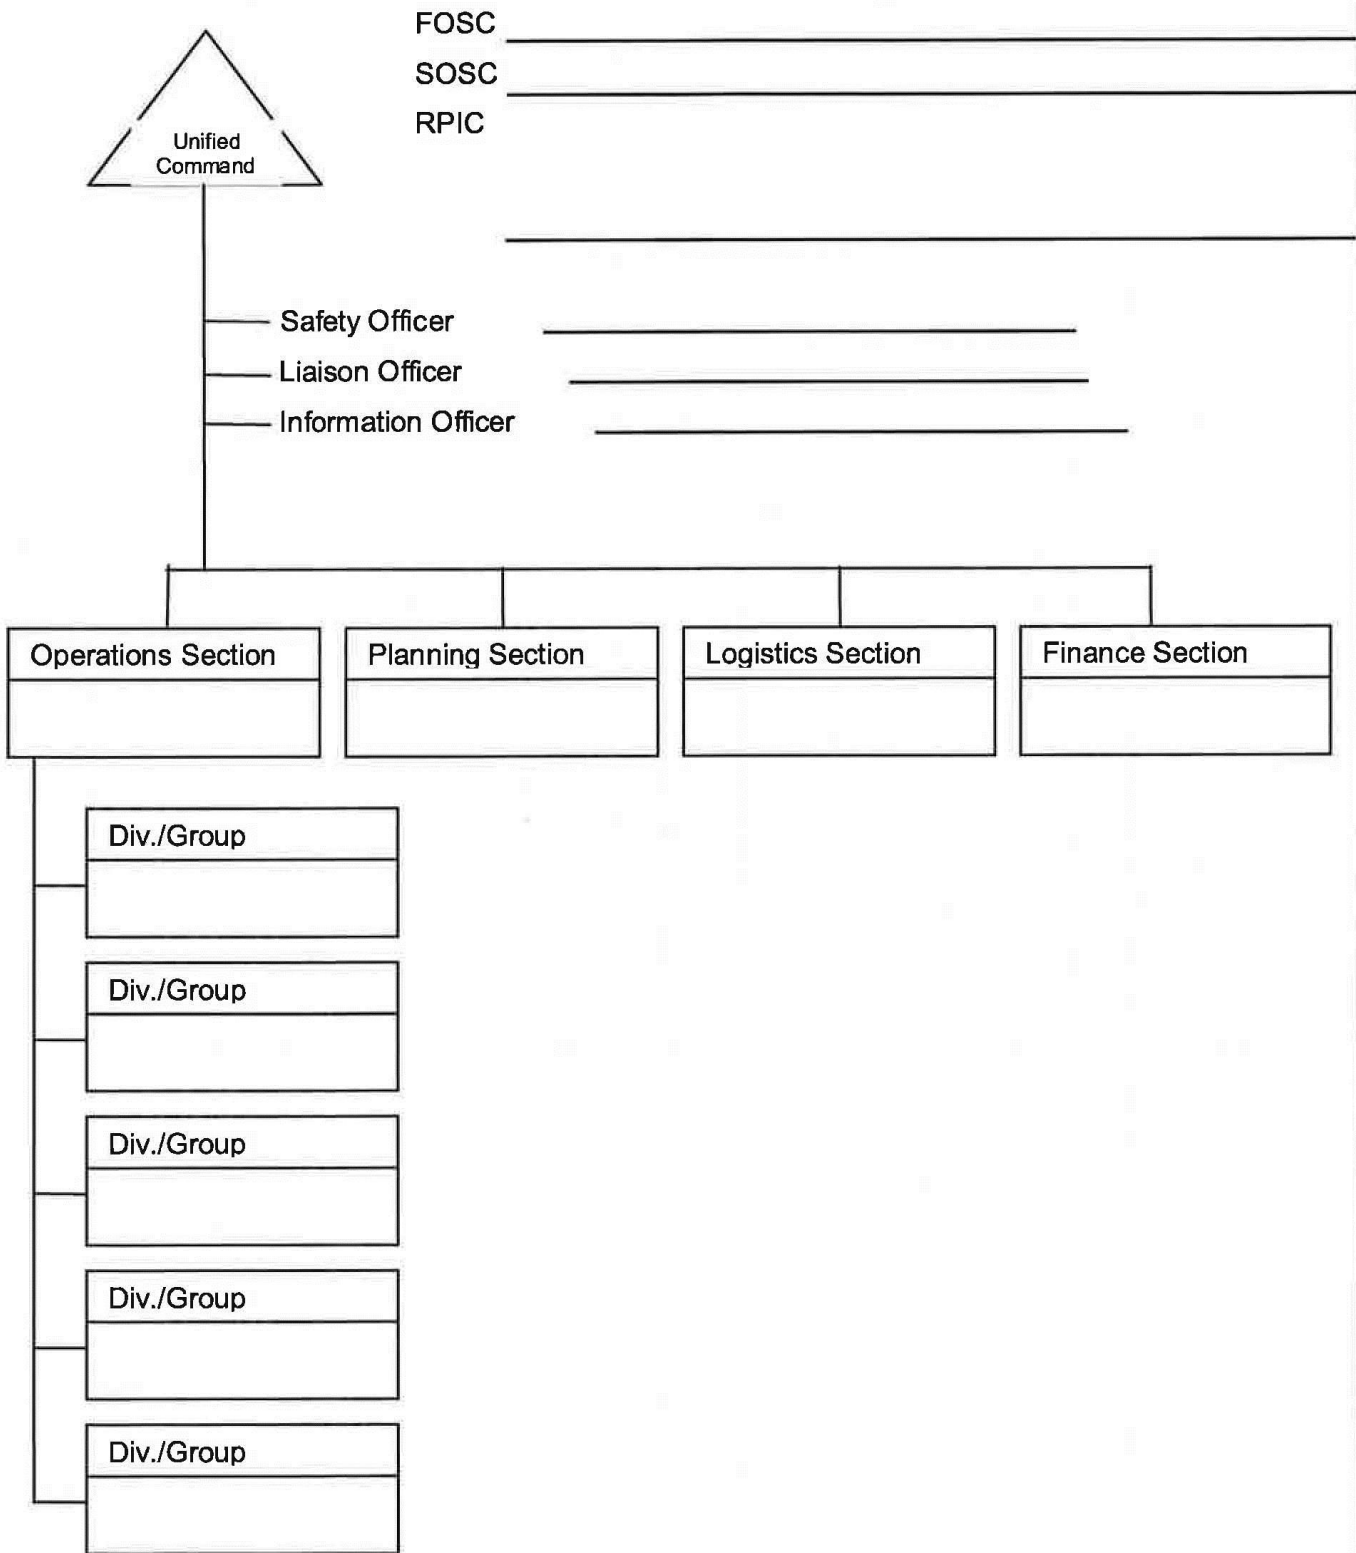 FOSC
SOSC
RPIC
Unified
Command
Safety Officer
Liaison Officer
Information Officer
Operations Section
Planning Section
Logistics Section
Finance Section
Div./Group
Div./Group
Div./Group
Div./Group
Div./Group